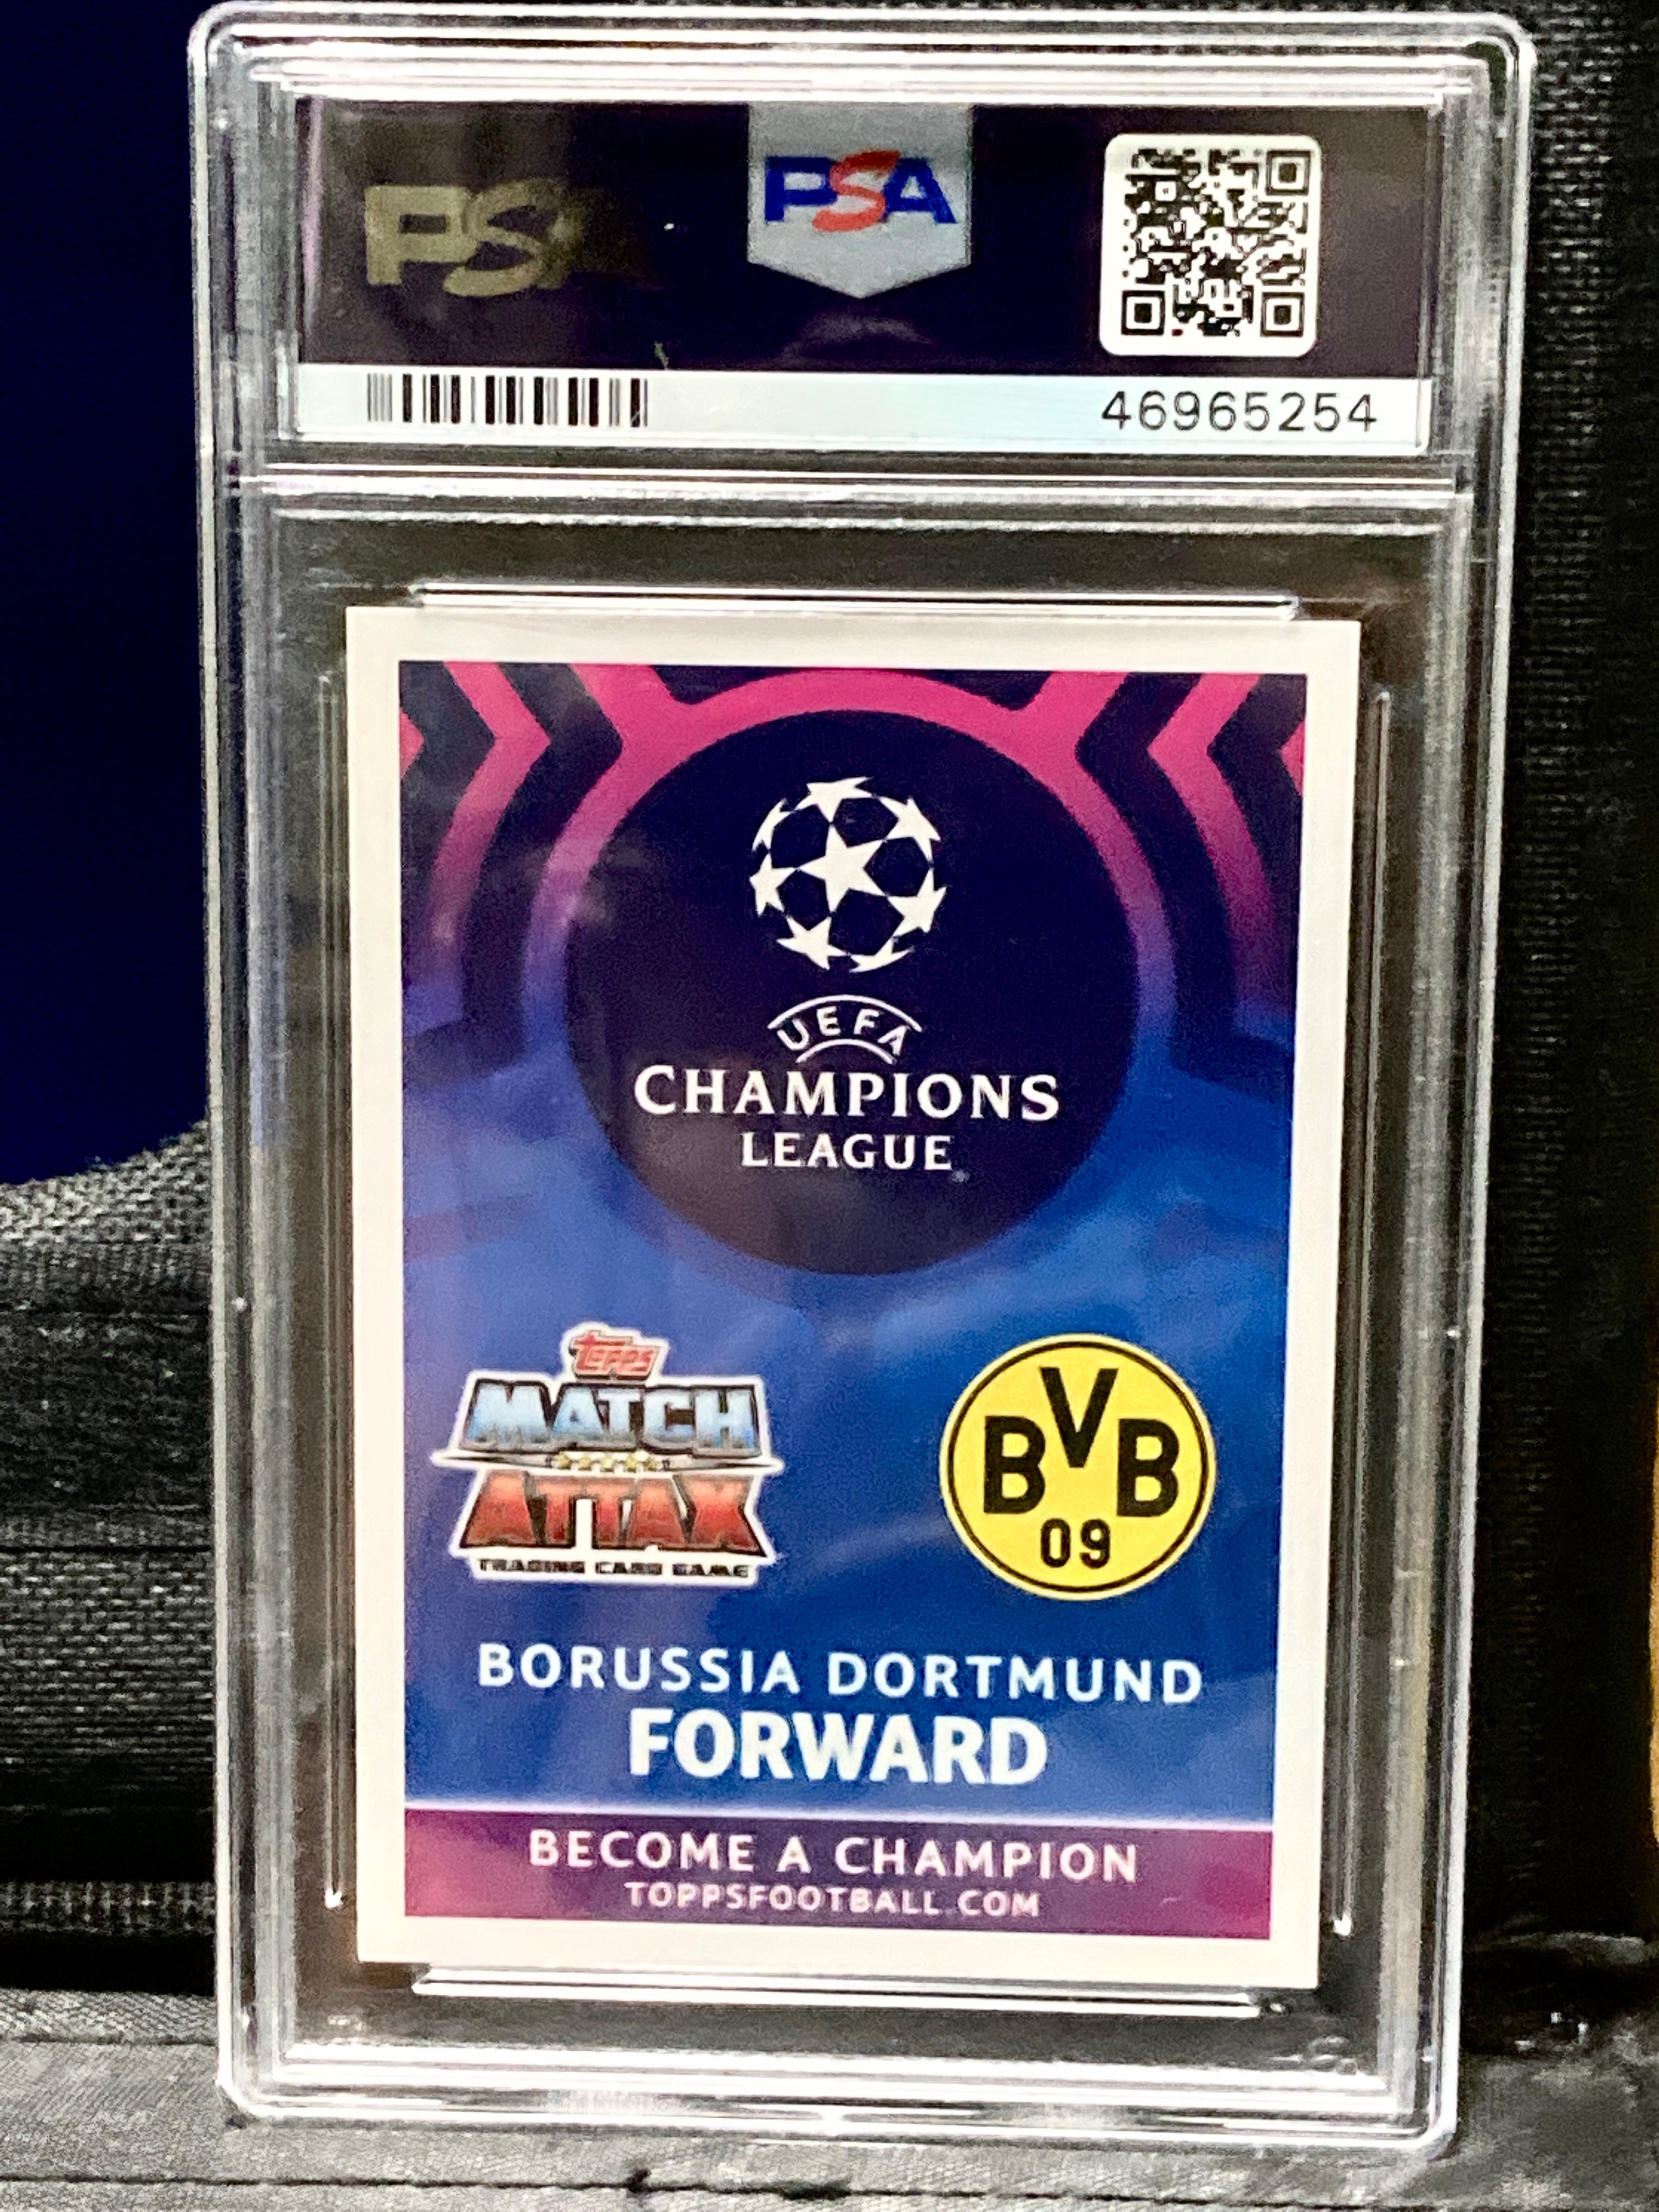 PSA
PSA
46965254
UEFA
CHAMPIONS
LEAGUE
TOPPS
MATCH
ATTAX
TRADING CARD GAME
BVB
09
BORUSSIA DORTMUND
FORWARD
BECOME A CHAMPION
TOPPSFOOTBALL.COM